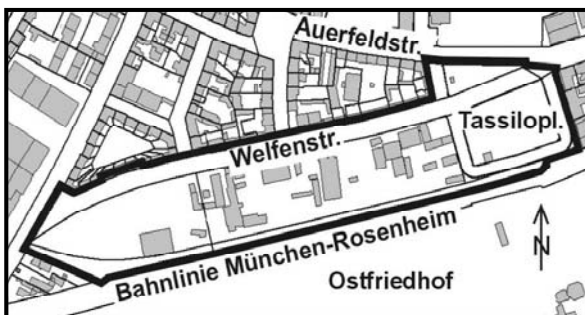 Auerfeldstr.
Tassilopl.
Welfenstr.
Bahnlinie München-Rosenheim
Ostfriedhof
N